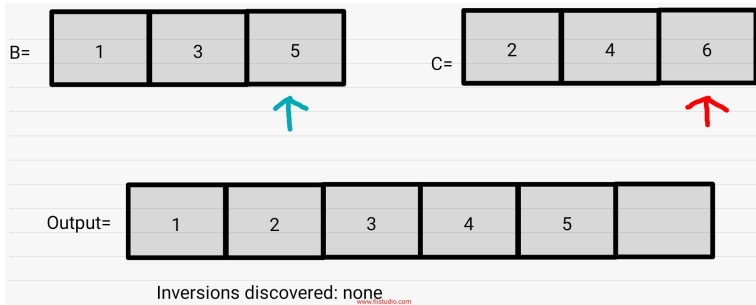 B= 1 3 5
C= 2 4 6
Output= 1 2 3 4 5
Inversions discovered: none
www.fiistudio.com